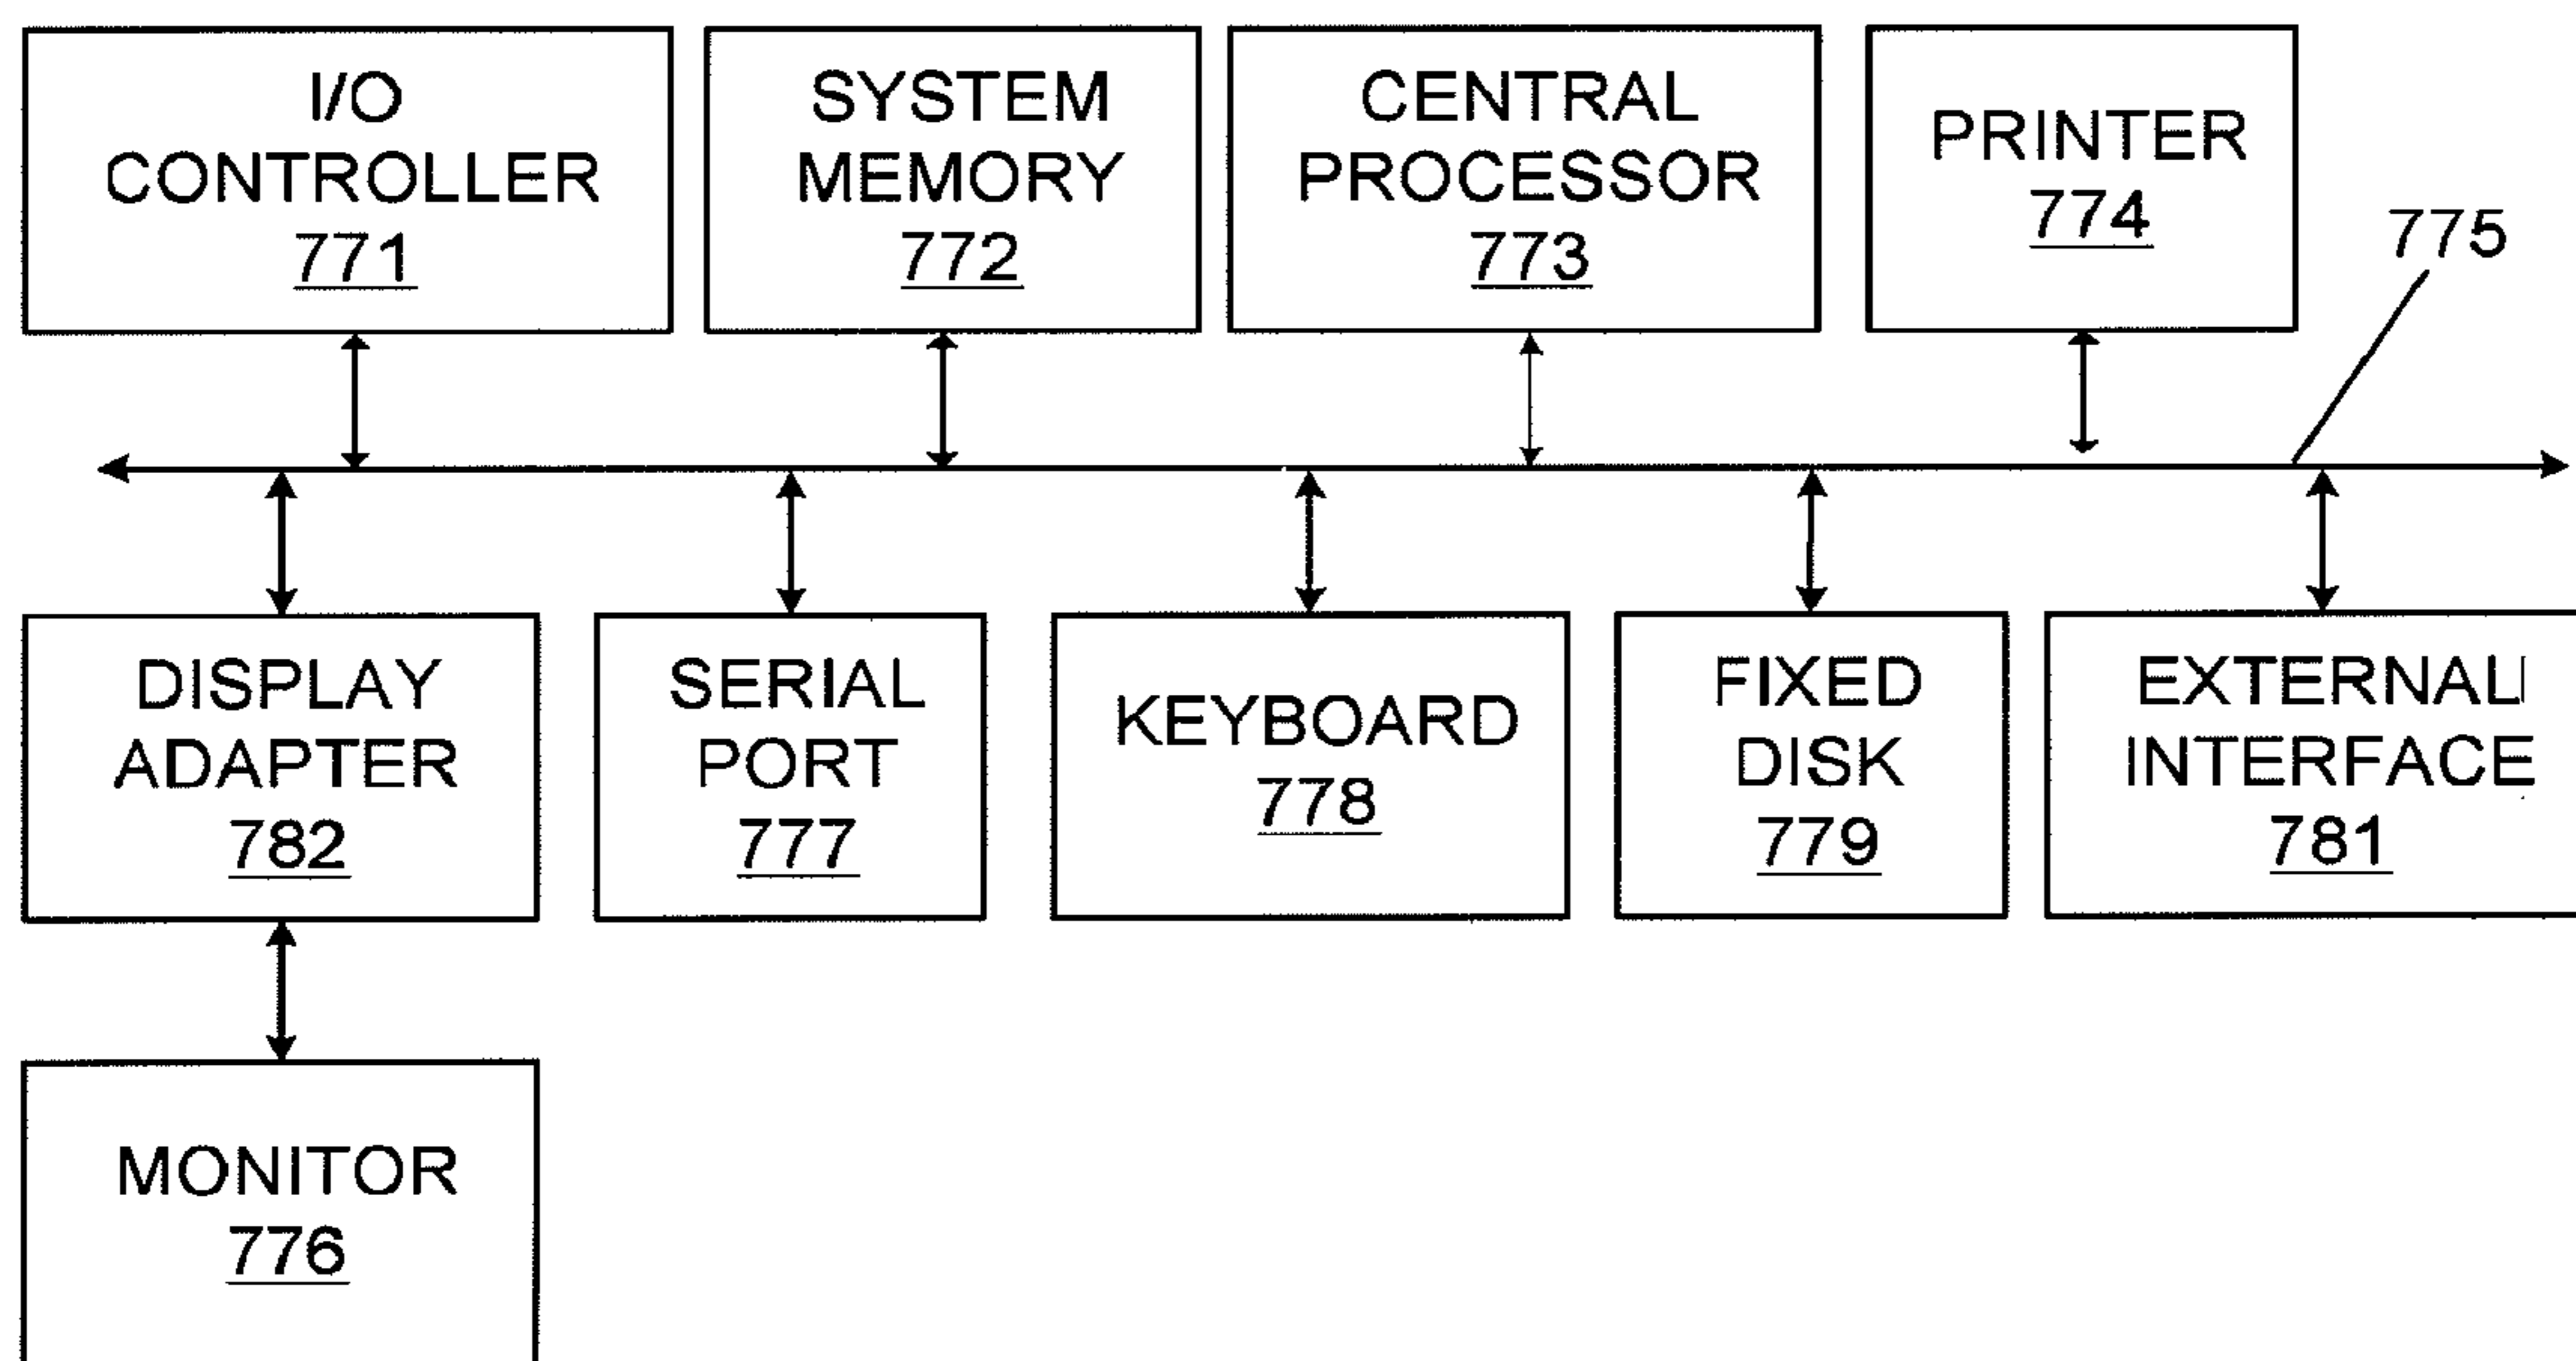 I/O
CONTROLLER
771
SYSTEM
MEMORY
772
CENTRAL
PROCESSOR
773
PRINTER
774
775
DISPLAY
ADAPTER
782
SERIAL
PORT
777
KEYBOARD
778
FIXED
DISK
779
EXTERNAL
INTERFACE
781
MONITOR
776